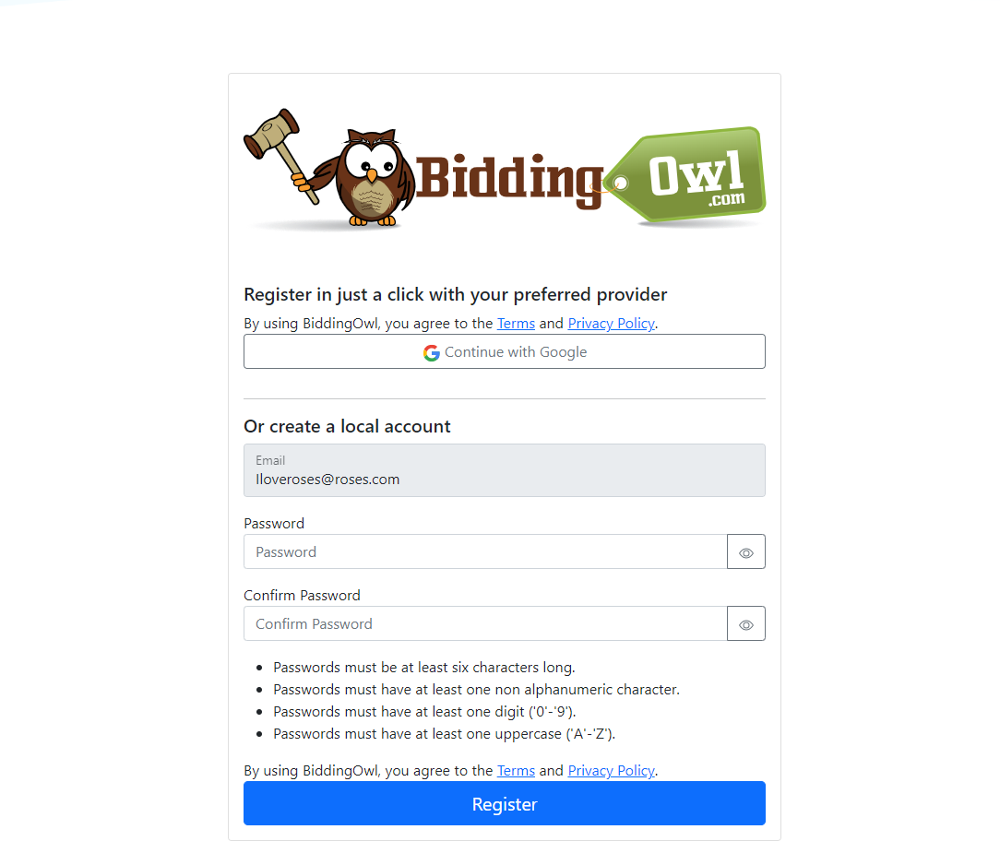 Bidding Owl
.com
Register in just a click with your preferred provider
By using BiddingOwl, you agree to the Terms and Privacy Policy.
Continue with Google
Or create a local account
Email
Iloveroses@roses.com
Password
Password
Confirm Password
Confirm Password
Passwords must be at least six characters long.
Passwords must have at least one non alphanumeric character.
Passwords must have at least one digit ('0'-'9').
Passwords must have at least one uppercase ('A'-'Z').
By using BiddingOwl, you agree to the Terms and Privacy Policy.
Register